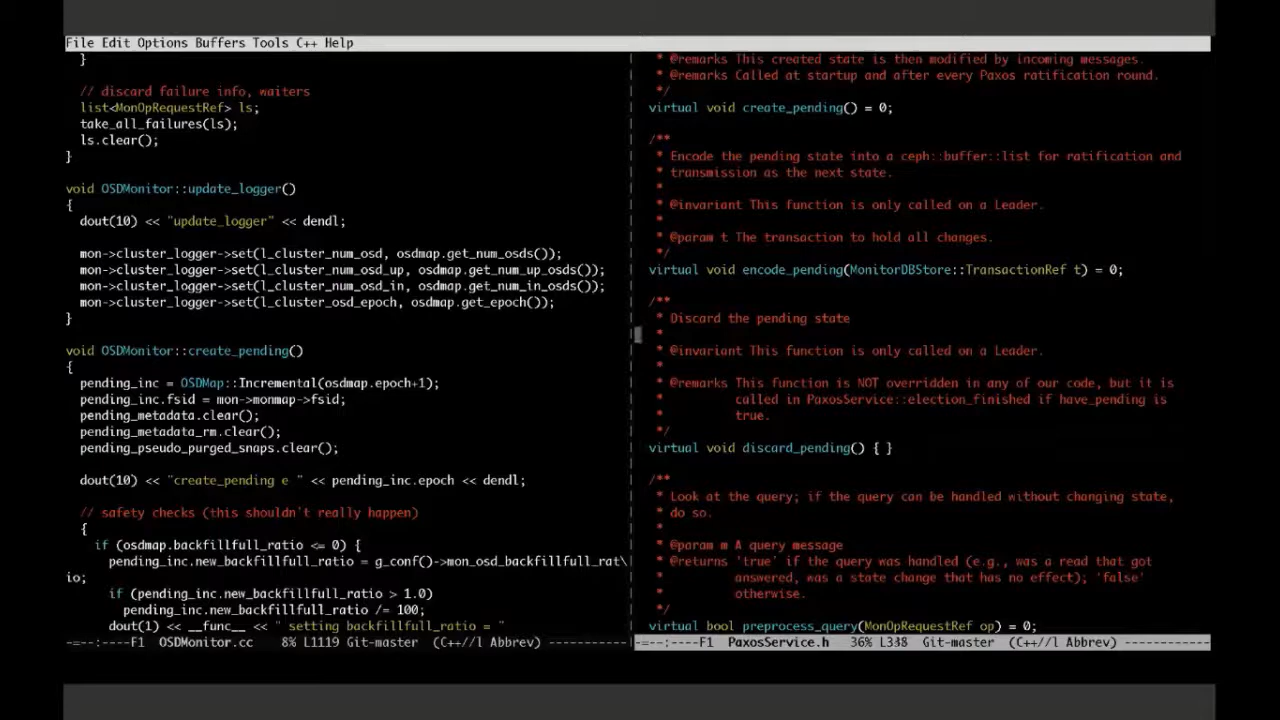 File Edit Options Buffers Tools C++ Help
}
// discard failure info, waiters
list<MonOpRequestRef> ls;
take_all_failures(ls);
ls.clear();
}
void OSDMonitor::update_logger()
{
dout(10) << "update_logger" << dendl;
mon->cluster_logger->set(l_cluster_num_osd, osdmap.get_num_osds());
mon->cluster_logger->set(l_cluster_num_osd_up, osdmap.get_num_up_osds());
mon->cluster_logger->set(l_cluster_num_osd_in, osdmap.get_num_in_osds());
mon->cluster_logger->set(l_cluster_osd_epoch, osdmap.get_epoch());
}
void OSDMonitor::create_pending()
{
pending_inc = OSDMap::Incremental(osdmap.epoch+1);
pending_inc.fsid = mon->monmap->fsid;
pending_metadata.clear();
pending_metadata_rm.clear();
pending_pseudo_purged_snaps.clear();
dout(10) << "create_pending e " << pending_inc.epoch << dendl;
// safety checks (this shouldn't really happen)
{
if (osdmap.backfillfull_ratio <= 0) {
pending_inc.new_backfillfull_ratio = g_conf()->mon_osd_backfillfull_rat\
io;
if (pending_inc.new_backfillfull_ratio > 1.0)
pending_inc.new_backfillfull_ratio /= 100;
dout(1) << __func__ << " setting backfillfull_ratio = "
-=--:----F1 OSDMonitor.cc 8% L1119 Git-master (C++//l Abbrev) -----------
* @remarks This created state is then modified by incoming messages.
* @remarks Called at startup and after every Paxos ratification round.
*/
virtual void create_pending() = 0;
/**
* Encode the pending state into a ceph::buffer::list for ratification and
* transmission as the next state.
*
* @invariant This function is only called on a Leader.
*
* @param t The transaction to hold all changes.
*/
virtual void encode_pending(MonitorDBStore::TransactionRef t) = 0;
/**
* Discard the pending state
*
* @invariant This function is only called on a Leader.
*
* @remarks This function is NOT overridden in any of our code, but it is
* called in PaxosService::election_finished if have_pending is
* true.
*/
virtual void discard_pending() { }
/**
* Look at the query; if the query can be handled without changing state,
* do so.
*
* @param m A query message
* @returns 'true' if the query was handled (e.g., was a read that got
* answered, was a state change that has no effect); 'false'
* otherwise.
*/
virtual bool preprocess_query(MonOpRequestRef op) = 0;
-=--:----F1 PaxosService.h 36% L338 Git-master (C++//l Abbrev) ------------